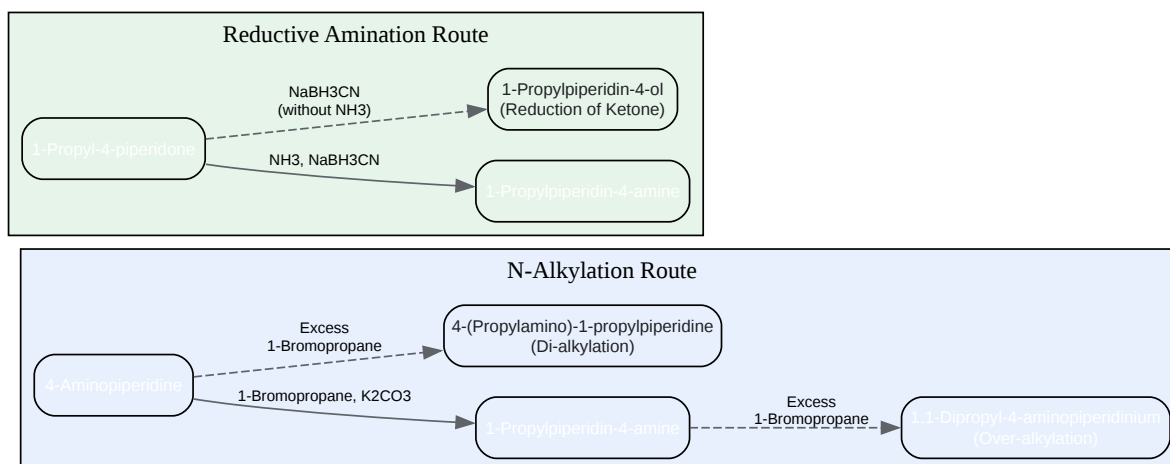 Reductive Amination Route
NaBH3CN
(without NH3)
1-Propylpiperidin-4-ol
(Reduction of Ketone)
1-Propyl-4-piperidone
NH3, NaBH3CN
1-Propylpiperidin-4-amine
N-Alkylation Route
Excess
1-Bromopropane
4-(Propylamino)-1-propylpiperidine
(Di-alkylation)
4-Aminopiperidine
1-Bromopropane, K2CO3
1-Propylpiperidin-4-amine
Excess
1-Bromopropane
1,1-Dipropyl-4-aminopiperidinium
(Over-alkylation)